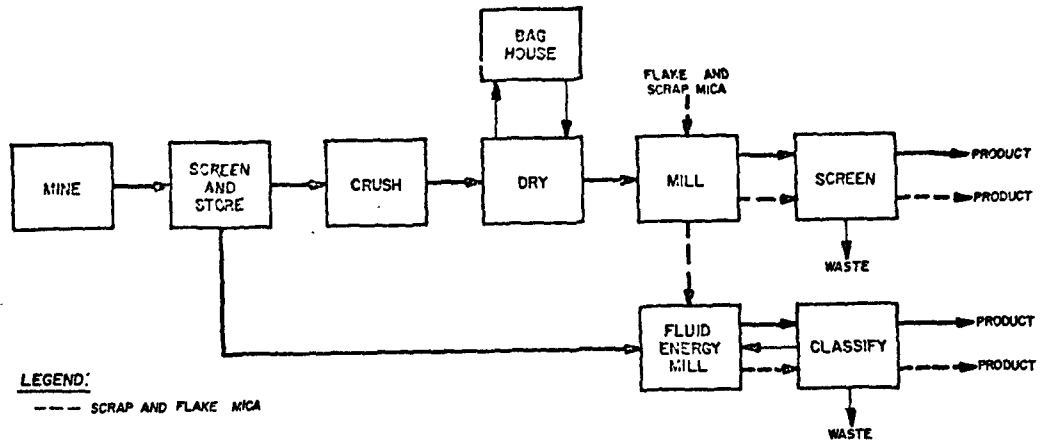 BAG
HOUSE
FLAKE AND
SCRAP MICA
MINE
SCREEN
AND
STORE
CRUSH
DRY
MILL
SCREEN
PRODUCT
PRODUCT
WASTE
FLUID
ENERGY
MILL
CLASSIFY
PRODUCT
PRODUCT
WASTE
LEGEND:
SCRAP AND FLAKE MICA